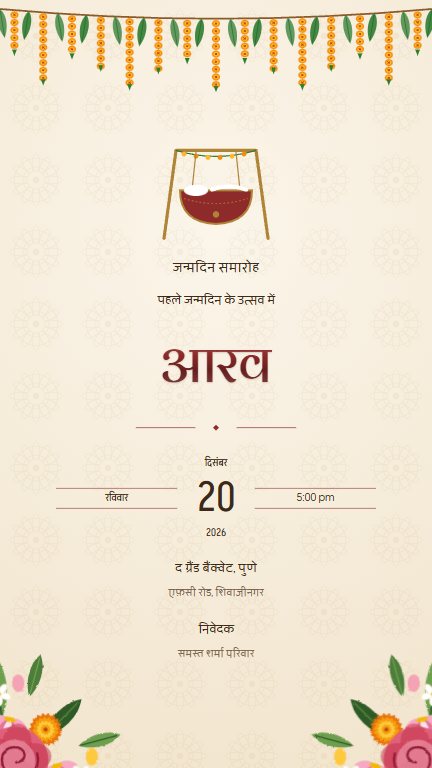 जन्मदिन समारोह
पहले जन्मदिन के उत्सव में
आरव
दिसंबर
रविवार 20 5:00 pm
2026
द ग्रैंड बैंक्वेट, पुणे
एफ़सी रोड, शिवाजीनगर
निवेदक
समस्त शर्मा परिवार